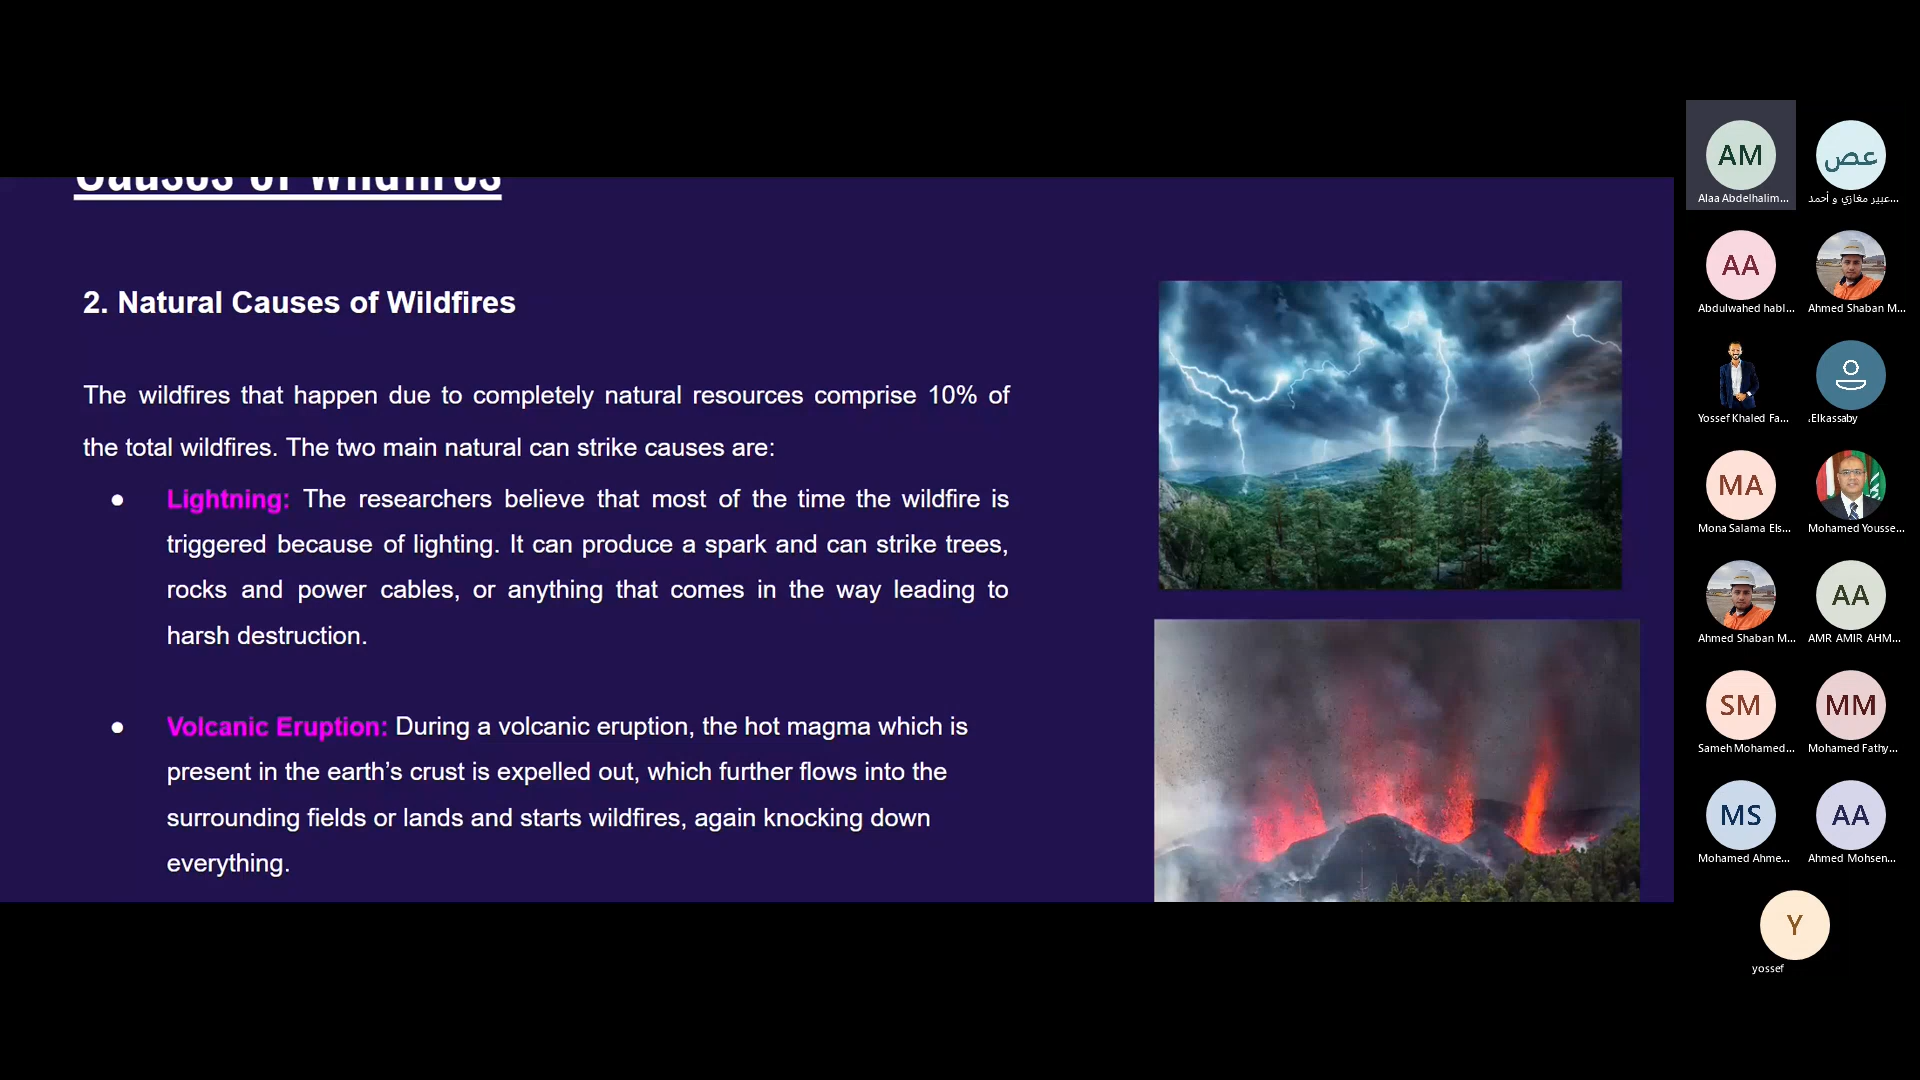 Causes of Wildfires
2. Natural Causes of Wildfires
The wildfires that happen due to completely natural resources comprise 10% of
the total wildfires. The two main natural can strike causes are:
● Lightning: The researchers believe that most of the time the wildfire is
triggered because of lighting. It can produce a spark and can strike trees,
rocks and power cables, or anything that comes in the way leading to
harsh destruction.
● Volcanic Eruption: During a volcanic eruption, the hot magma which is
present in the earth’s crust is expelled out, which further flows into the
surrounding fields or lands and starts wildfires, again knocking down
everything.
AM
Alaa Abdelhalim...
عص
عبير مغازي و أحمد...
AA
Abdulwahed habl...
Ahmed Shaban M...
Yossef Khaled Fa...
.Elkassaby
MA
Mona Salama Els...
Mohamed Yousse...
Ahmed Shaban M...
AA
AMR AMIR AHM...
SM
Sameh Mohamed...
MM
Mohamed Fathy...
MS
Mohamed Ahme...
AA
Ahmed Mohsen...
Y
yossef